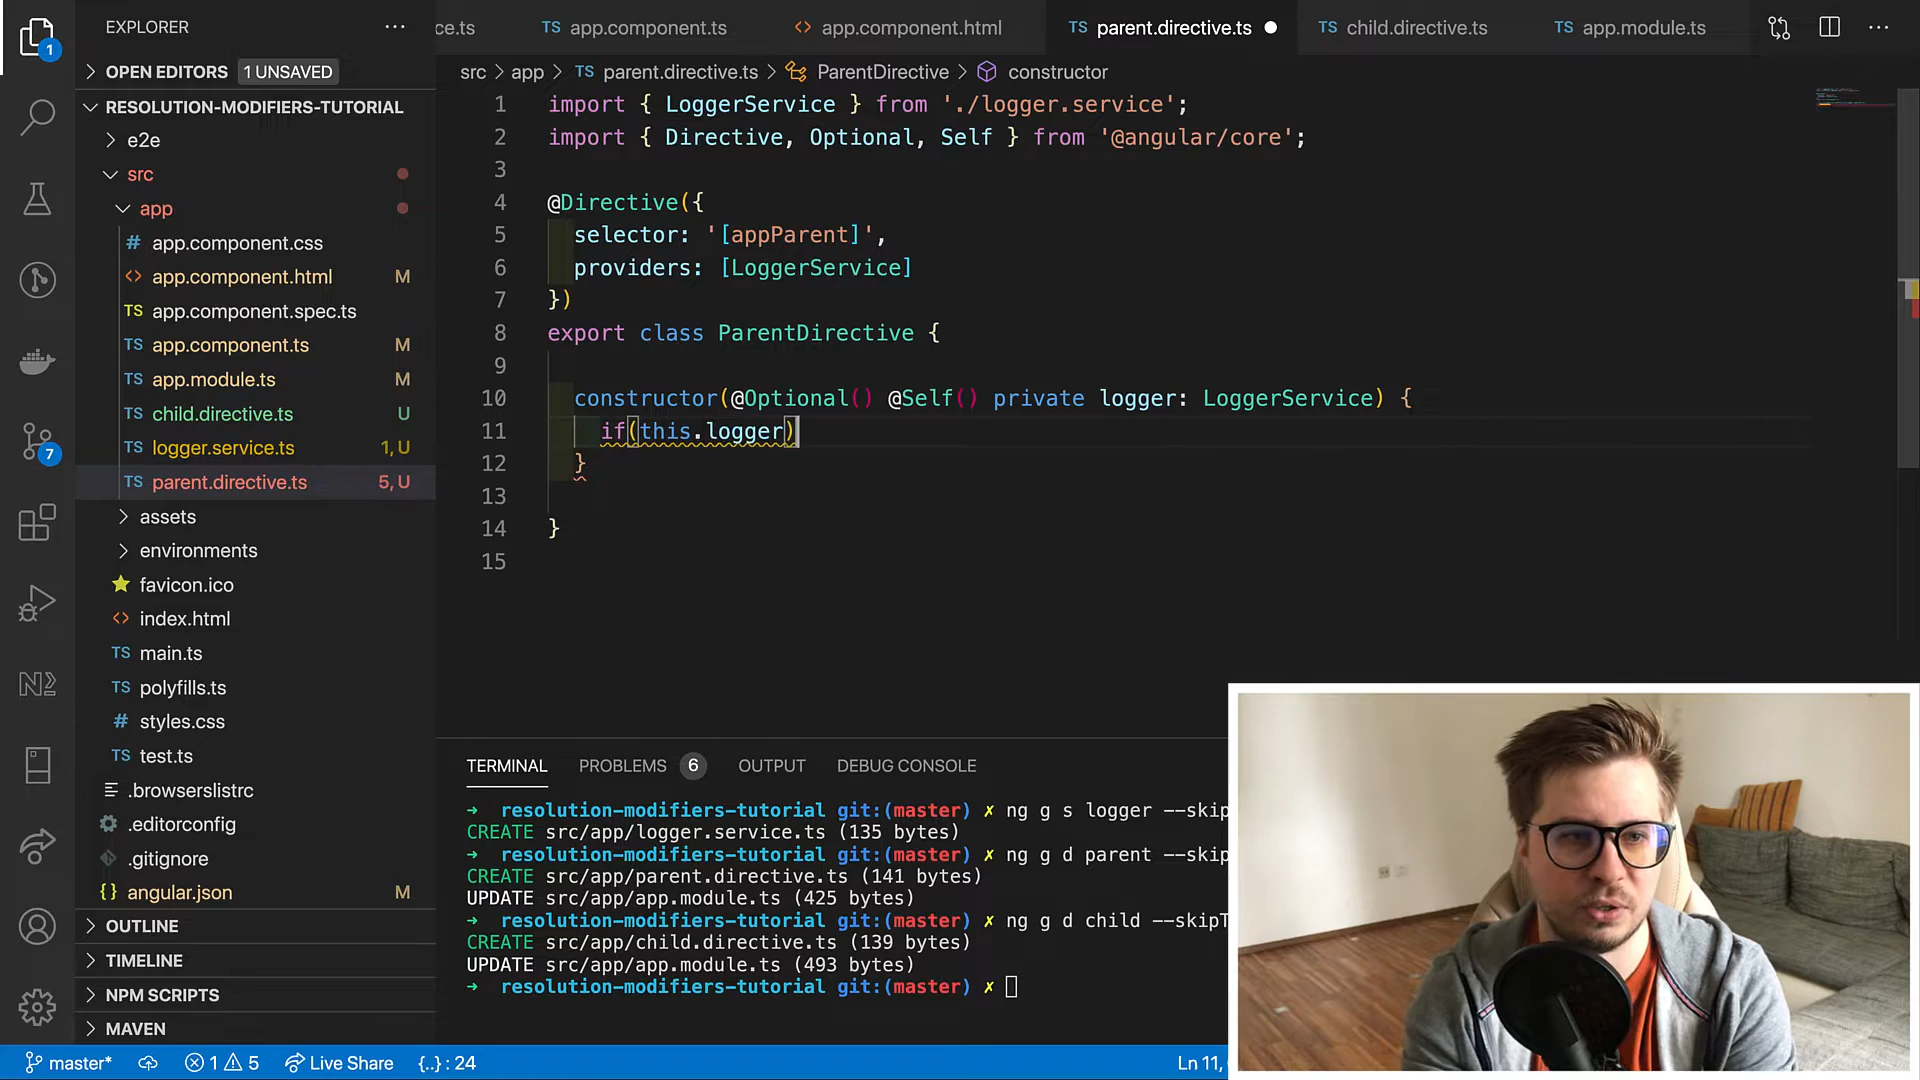 EXPLORER
OPEN EDITORS 1 UNSAVED
RESOLUTION-MODIFIERS-TUTORIAL
e2e
src
app
# app.component.css
<> app.component.html M
TS app.component.spec.ts
TS app.component.ts M
TS app.module.ts M
TS child.directive.ts U
TS logger.service.ts 1, U
TS parent.directive.ts 5, U
assets
environments
favicon.ico
<> index.html
TS main.ts
TS polyfills.ts
# styles.css
TS test.ts
.browserslistrc
.editorconfig
.gitignore
{} angular.json M
OUTLINE
TIMELINE
NPM SCRIPTS
MAVEN
1
7
ce.ts TS app.component.ts <> app.component.html TS parent.directive.ts TS child.directive.ts TS app.module.ts
src > app > TS parent.directive.ts > ParentDirective > constructor
1 import { LoggerService } from './logger.service';
2 import { Directive, Optional, Self } from '@angular/core';
3
4 @Directive({
5 selector: '[appParent]',
6 providers: [LoggerService]
7 })
8 export class ParentDirective {
9
10 constructor(@Optional() @Self() private logger: LoggerService) {
11 if(this.logger)
12 }
13
14 }
15
TERMINAL PROBLEMS 6 OUTPUT DEBUG CONSOLE
→ resolution-modifiers-tutorial git:(master) ✗ ng g s logger --skip
CREATE src/app/logger.service.ts (135 bytes)
→ resolution-modifiers-tutorial git:(master) ✗ ng g d parent --skip
CREATE src/app/parent.directive.ts (141 bytes)
UPDATE src/app/app.module.ts (425 bytes)
→ resolution-modifiers-tutorial git:(master) ✗ ng g d child --skipT
CREATE src/app/child.directive.ts (139 bytes)
UPDATE src/app/app.module.ts (493 bytes)
→ resolution-modifiers-tutorial git:(master) ✗
master* 1 5 Live Share {..} : 24 Ln 11,